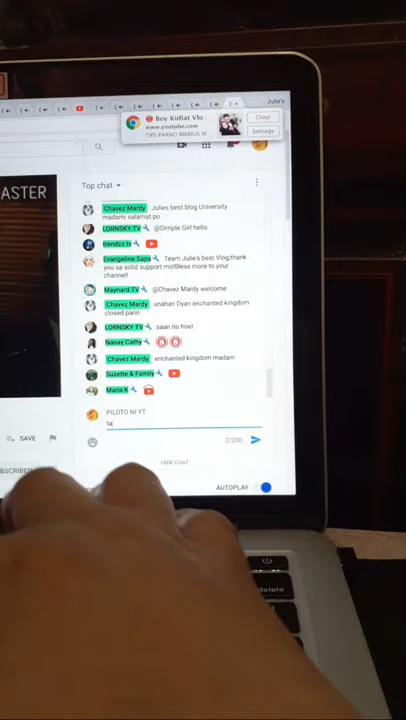 Julie's
Boy Kidlat Vlo...
Close
www.youtube.com
TIPS PAANO MABILIS M...
Settings
ASTER
Top chat
Chavez Mardy Julies best blog University
madami salamat po
LORNSKY TV @Dimple Girl hello
trendzz.tv
Evangeline Sapa Team Julie's best Vlog,thank
you sa solid support mo!Bless more to your
channel!
Maynard TV @Chavez Mardy welcome
Chavez Mardy unahan Dyan enchanted kingdom
closed parin
LORNSKY TV saan ito host
Nanay Cathy
Chavez Mardy enchanted kingdom madam
Suzette & Family
Maria K
PILOTO NI YT
ta
SAVE
2/200
HIDE CHAT
AUTOPLAY
delete